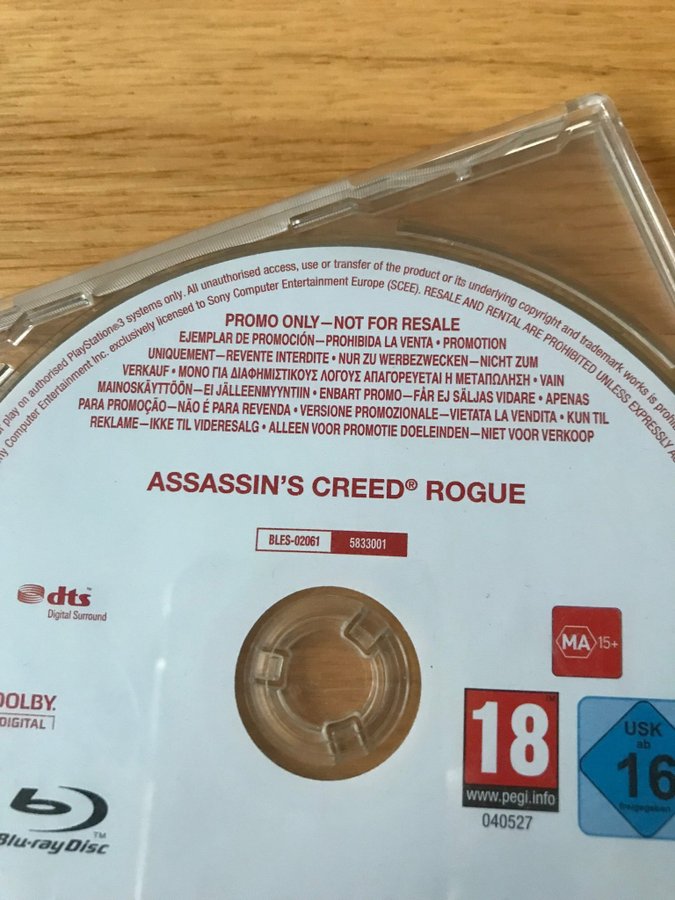 r play on authorised PlayStation®3 systems only. All unauthorised access, use or transfer of the product or its underlying copyright and trademark works is prohib
Computer Entertainment Inc. exclusively licensed to Sony Computer Entertainment Europe (SCEE). RESALE AND RENTAL ARE PROHIBITED UNLESS EXPRESSLY A
PROMO ONLY—NOT FOR RESALE
EJEMPLAR DE PROMOCIÓN—PROHIBIDA LA VENTA • PROMOTION
UNIQUEMENT—REVENTE INTERDITE • NUR ZU WERBEZWECKEN—NICHT ZUM
VERKAUF • ΜΟΝΟ ΓΙΑ ΔΙΑΦΗΜΙΣΤΙΚΟΥΣ ΛΟΓΟΥΣ ΑΠΑΓΟΡΕΥΕΤΑΙ Η ΜΕΤΑΠΩΛΗΣΗ • VAIN
MAINOSKÄYTTÖÖN—EI JÄLLEENMYYNTIIN • ENBART PROMO—FÅR EJ SÄLJAS VIDARE • APENAS
PARA PROMOÇÃO—NÃO É PARA REVENDA • VERSIONE PROMOZIONALE—VIETATA LA VENDITA • KUN TIL
REKLAME—IKKE TIL VIDERESALG • ALLEEN FOR PROMOTIE DOELEINDEN—NIET VOOR VERKOOP
ASSASSIN'S CREED® ROGUE
BLES-02061 5833001
dts™
Digital Surround
MA 15+
DOLBY
DIGITAL
18
www.pegi.info
040527
USK
ab
16
freigegeben
Blu-ray Disc™